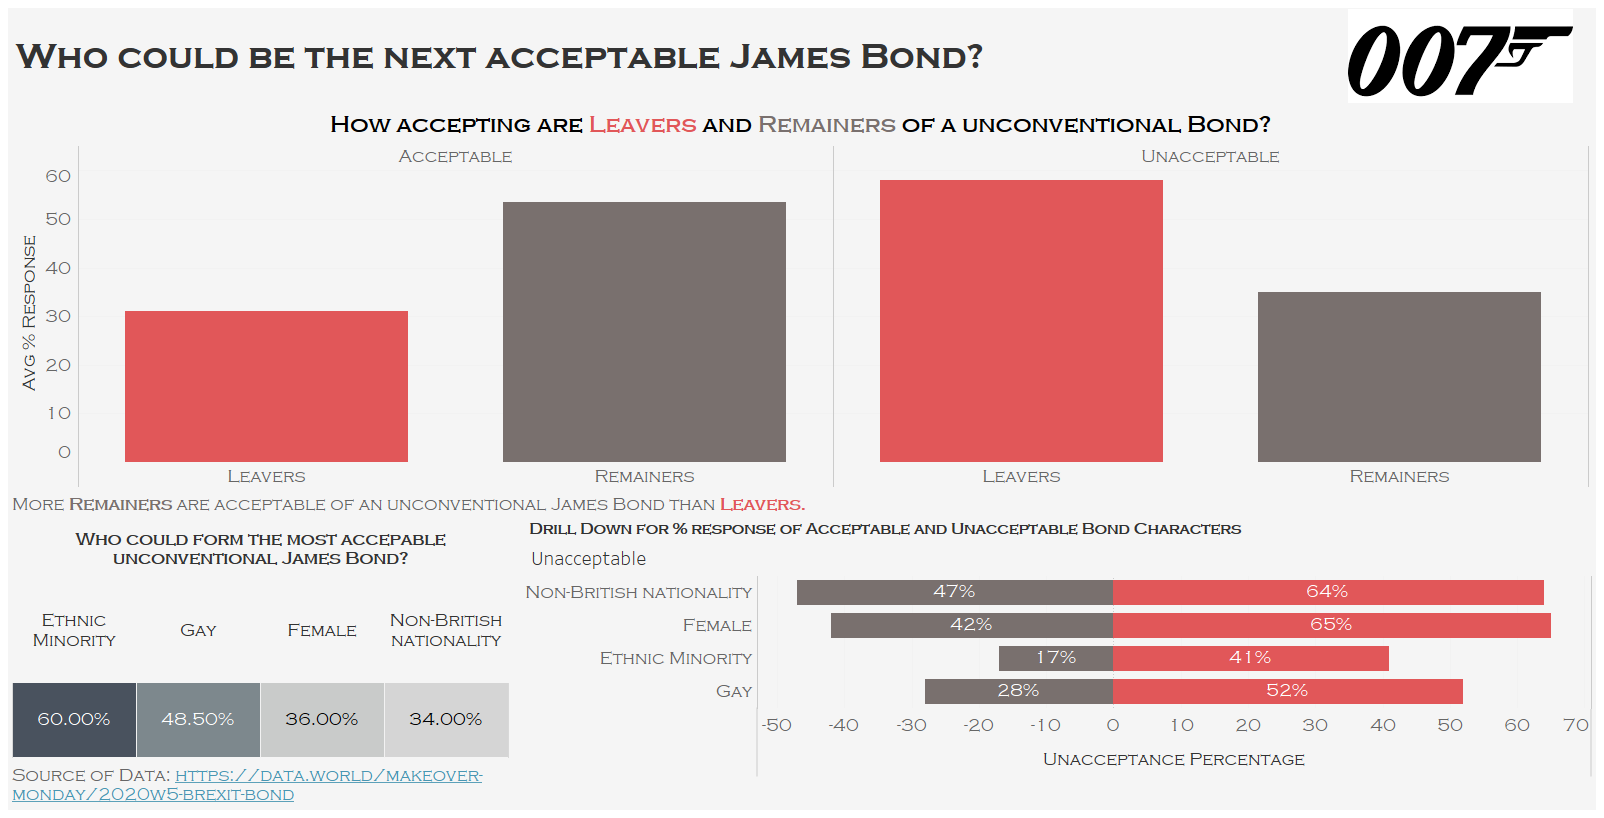 Who could be the next acceptable James Bond?
007
How accepting are Leavers and Remainers of a unconventional Bond?
Acceptable
Unacceptable
Avg % Response
60
50
40
30
20
10
0
Leavers
Remainers
Leavers
Remainers
More Remainers are acceptable of an unconventional James Bond than Leavers.
Who could form the most accepable
unconventional James Bond?
Ethnic
Minority
Gay
Female
Non-British
nationality
60.00%
48.50%
36.00%
34.00%
Source of Data: https://data.world/makeover-
monday/2020w5-brexit-bond
Drill Down for % response of Acceptable and Unacceptable Bond Characters
Unacceptable
Non-British nationality
47%
64%
Female
42%
65%
Ethnic Minority
17%
41%
Gay
28%
52%
-50
-40
-30
-20
-10
0
10
20
30
40
50
60
70
Unacceptance Percentage